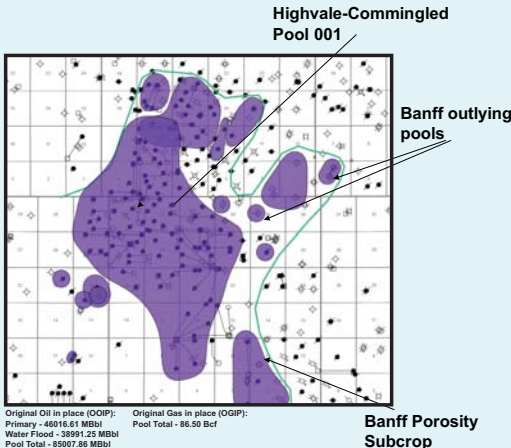 Highvale-Commingled
Pool 001
Banff outlying
pools
Original Oil in place (OOIP):
Primary - 46016.61 MBbl
Water Flood - 38991.25 MBbl
Pool Total - 85007.86 MBbl
Original Gas in place (OGIP):
Pool Total - 86.50 Bcf
Banff Porosity
Subcrop